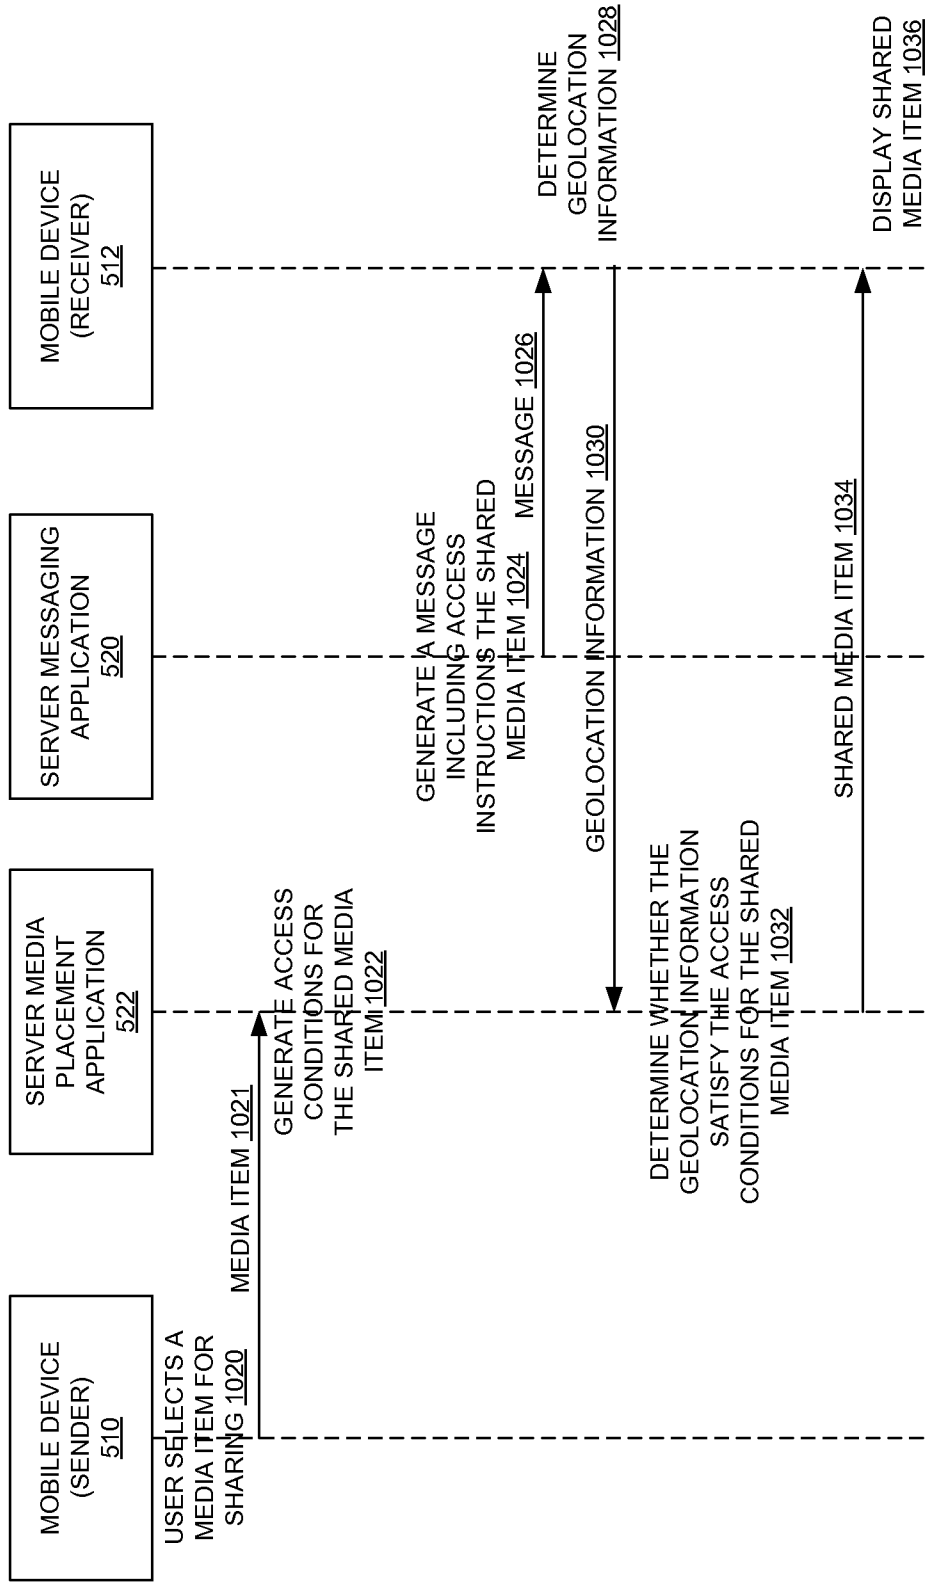 MOBILE DEVICE
(SENDER)
510
SERVER MEDIA
PLACEMENT
APPLICATION
522
SERVER MESSAGING
APPLICATION
520
MOBILE DEVICE
(RECEIVER)
512
USER SELECTS A
MEDIA ITEM FOR
SHARING 1020
MEDIA ITEM 1021
GENERATE ACCESS
CONDITIONS FOR
THE SHARED MEDIA
ITEM 1022
GENERATE A MESSAGE
INCLUDING ACCESS
INSTRUCTIONS THE SHARED
MEDIA ITEM 1024
MESSAGE 1026
DETERMINE
GEOLOCATION
INFORMATION 1028
GEOLOCATION INFORMATION 1030
DETERMINE WHETHER THE
GEOLOCATION INFORMATION
SATISFY THE ACCESS
CONDITIONS FOR THE SHARED
MEDIA ITEM 1032
SHARED MEDIA ITEM 1034
DISPLAY SHARED
MEDIA ITEM 1036